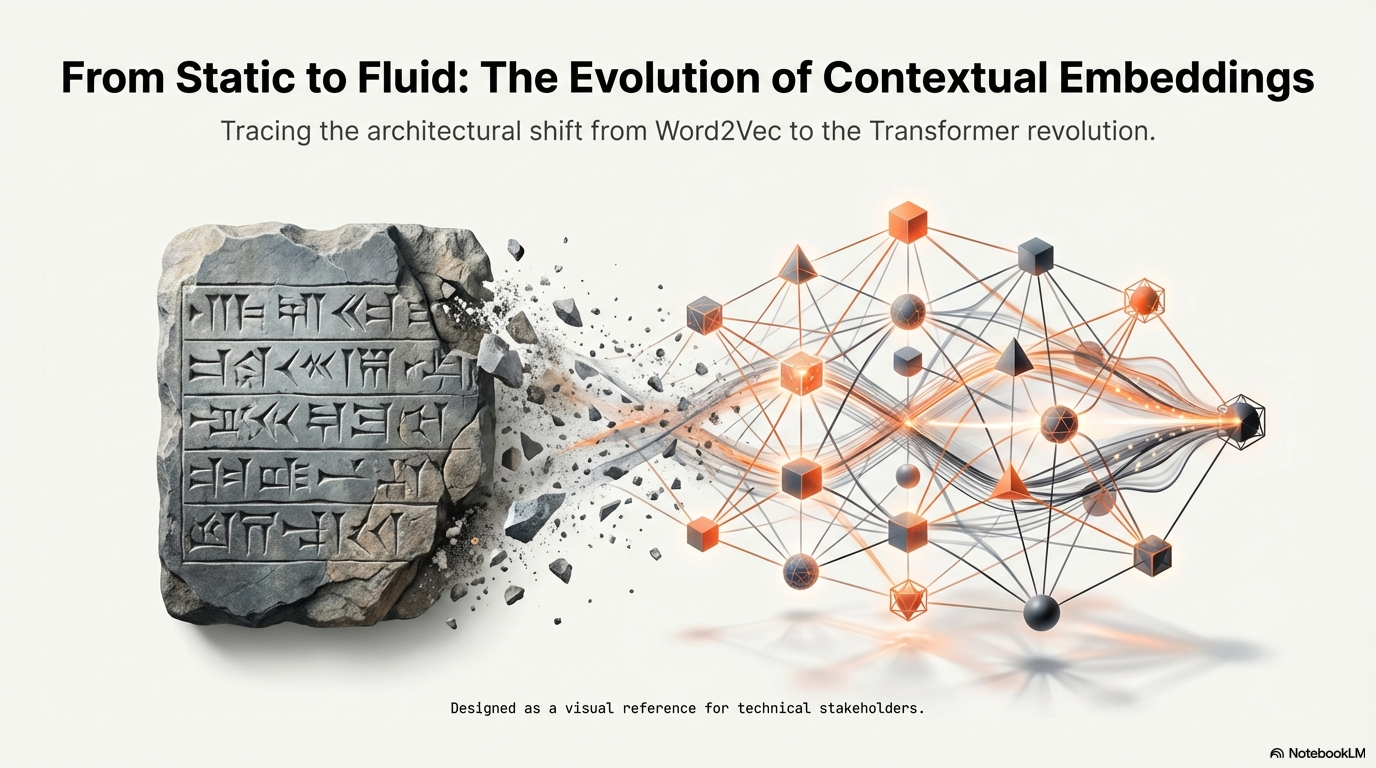 From Static to Fluid: The Evolution of Contextual Embeddings
Tracing the architectural shift from Word2Vec to the Transformer revolution.
Designed as a visual reference for technical stakeholders.
NotebookLM